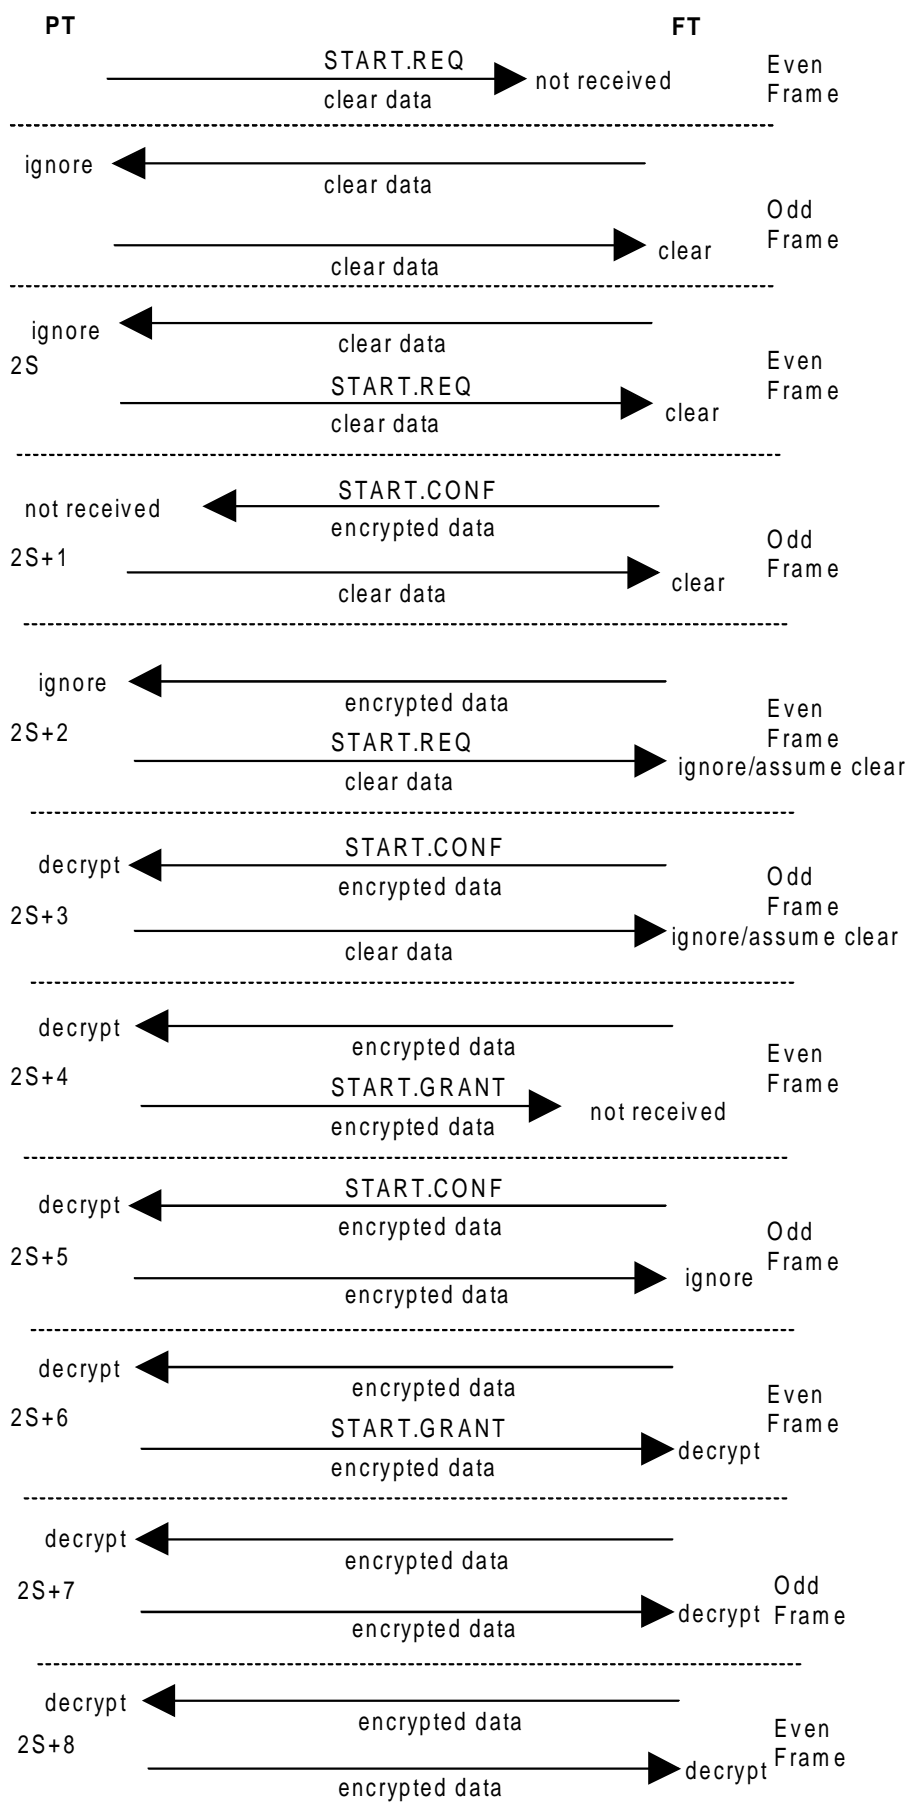 PT FT
START.REQ
not received
clear data
Even
Frame
ignore
clear data
Odd
Frame
clear
clear data
ignore
clear data
2S
Even
Frame
START.REQ
clear
clear data
START.CONF
not received
encrypted data
2S+1
Odd
Frame
clear
clear data
ignore
encrypted data
2S+2
Even
Frame
START.REQ
ignore/assume clear
clear data
START.CONF
decrypt
encrypted data
2S+3
Odd
Frame
ignore/assume clear
clear data
decrypt
encrypted data
2S+4
Even
Frame
START.GRANT
not received
encrypted data
START.CONF
decrypt
encrypted data
2S+5
Odd
Frame
ignore
encrypted data
decrypt
encrypted data
2S+6
Even
Frame
START.GRANT
decrypt
encrypted data
decrypt
encrypted data
2S+7
Odd
Frame
decrypt
encrypted data
decrypt
encrypted data
2S+8
Even
Frame
decrypt
encrypted data